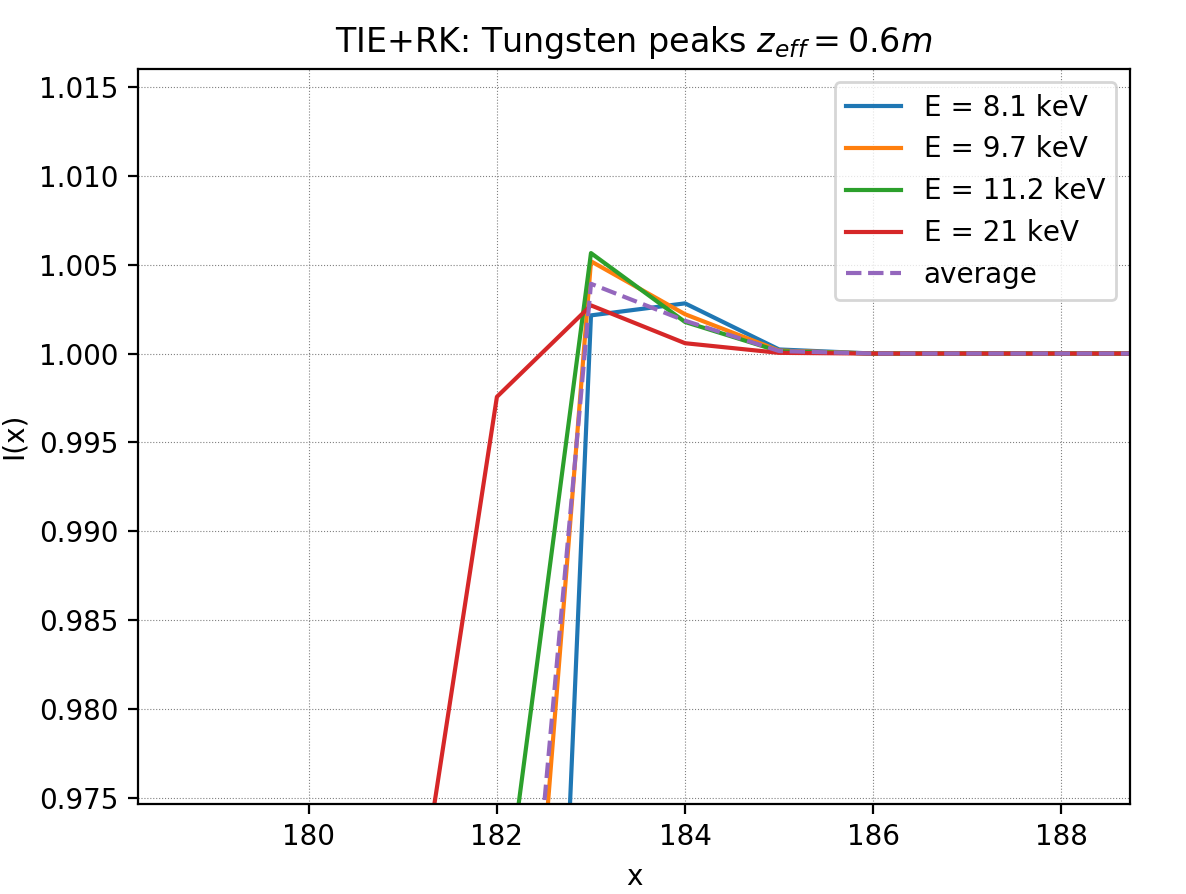 TIE+RK: Tungsten peaks z_eff = 0.6m
1.015
1.010
1.005
1.000
0.995
0.990
0.985
0.980
0.975
I(x)
E = 8.1 keV
E = 9.7 keV
E = 11.2 keV
E = 21 keV
average
180 182 184 186 188
x